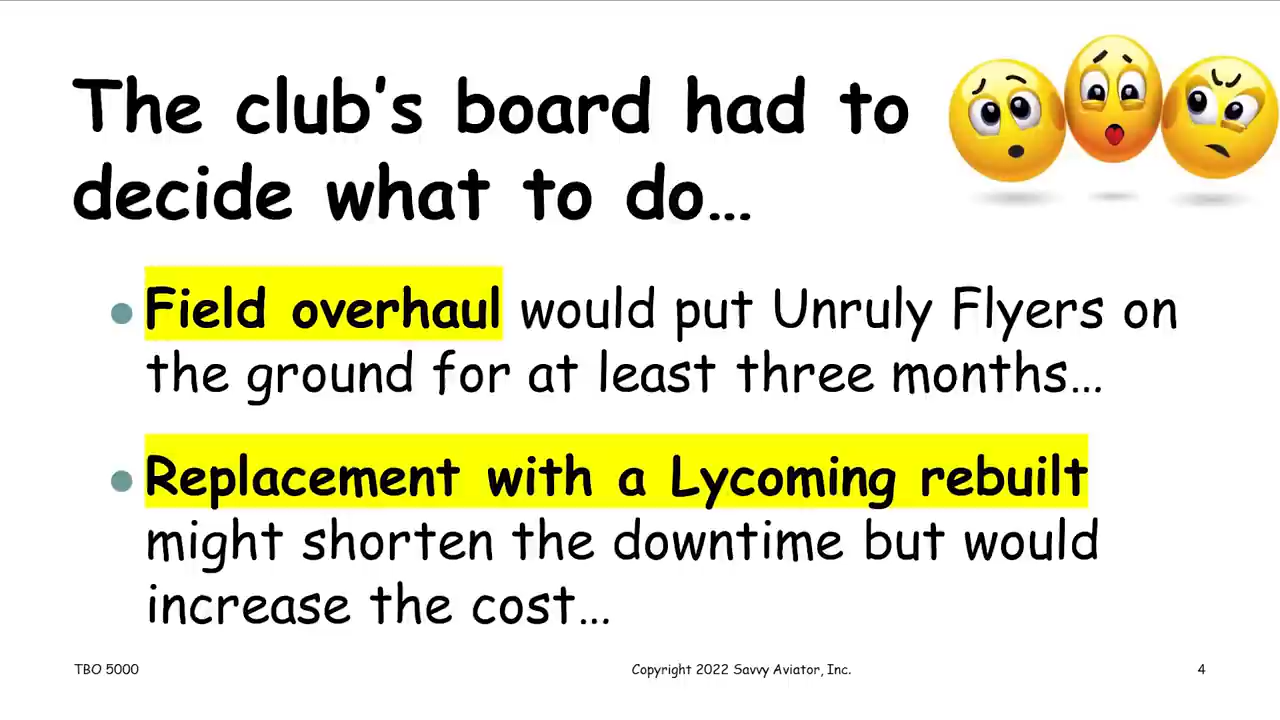 The club’s board had to
decide what to do…
• Field overhaul would put Unruly Flyers on
the ground for at least three months…
• Replacement with a Lycoming rebuilt
might shorten the downtime but would
increase the cost…
TBO 5000 Copyright 2022 Savvy Aviator, Inc. 4